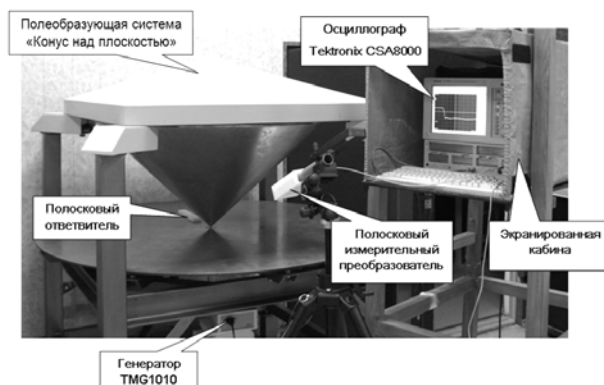 Полеобразующая система
«Конус над плоскостью»
Осциллограф
Tektronix CSA8000
Полосковый
ответвитель
Полосковый
измерительный
преобразователь
Экранированная
кабина
Генератор
TMG1010